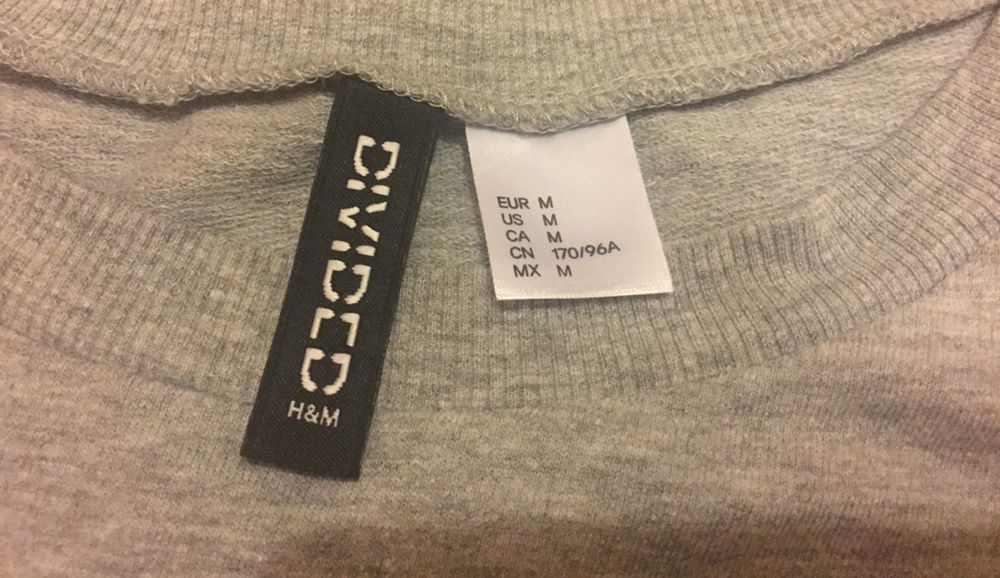 DIVIDED
H&M
EUR M
US M
CA M
CN 170/96A
MX M